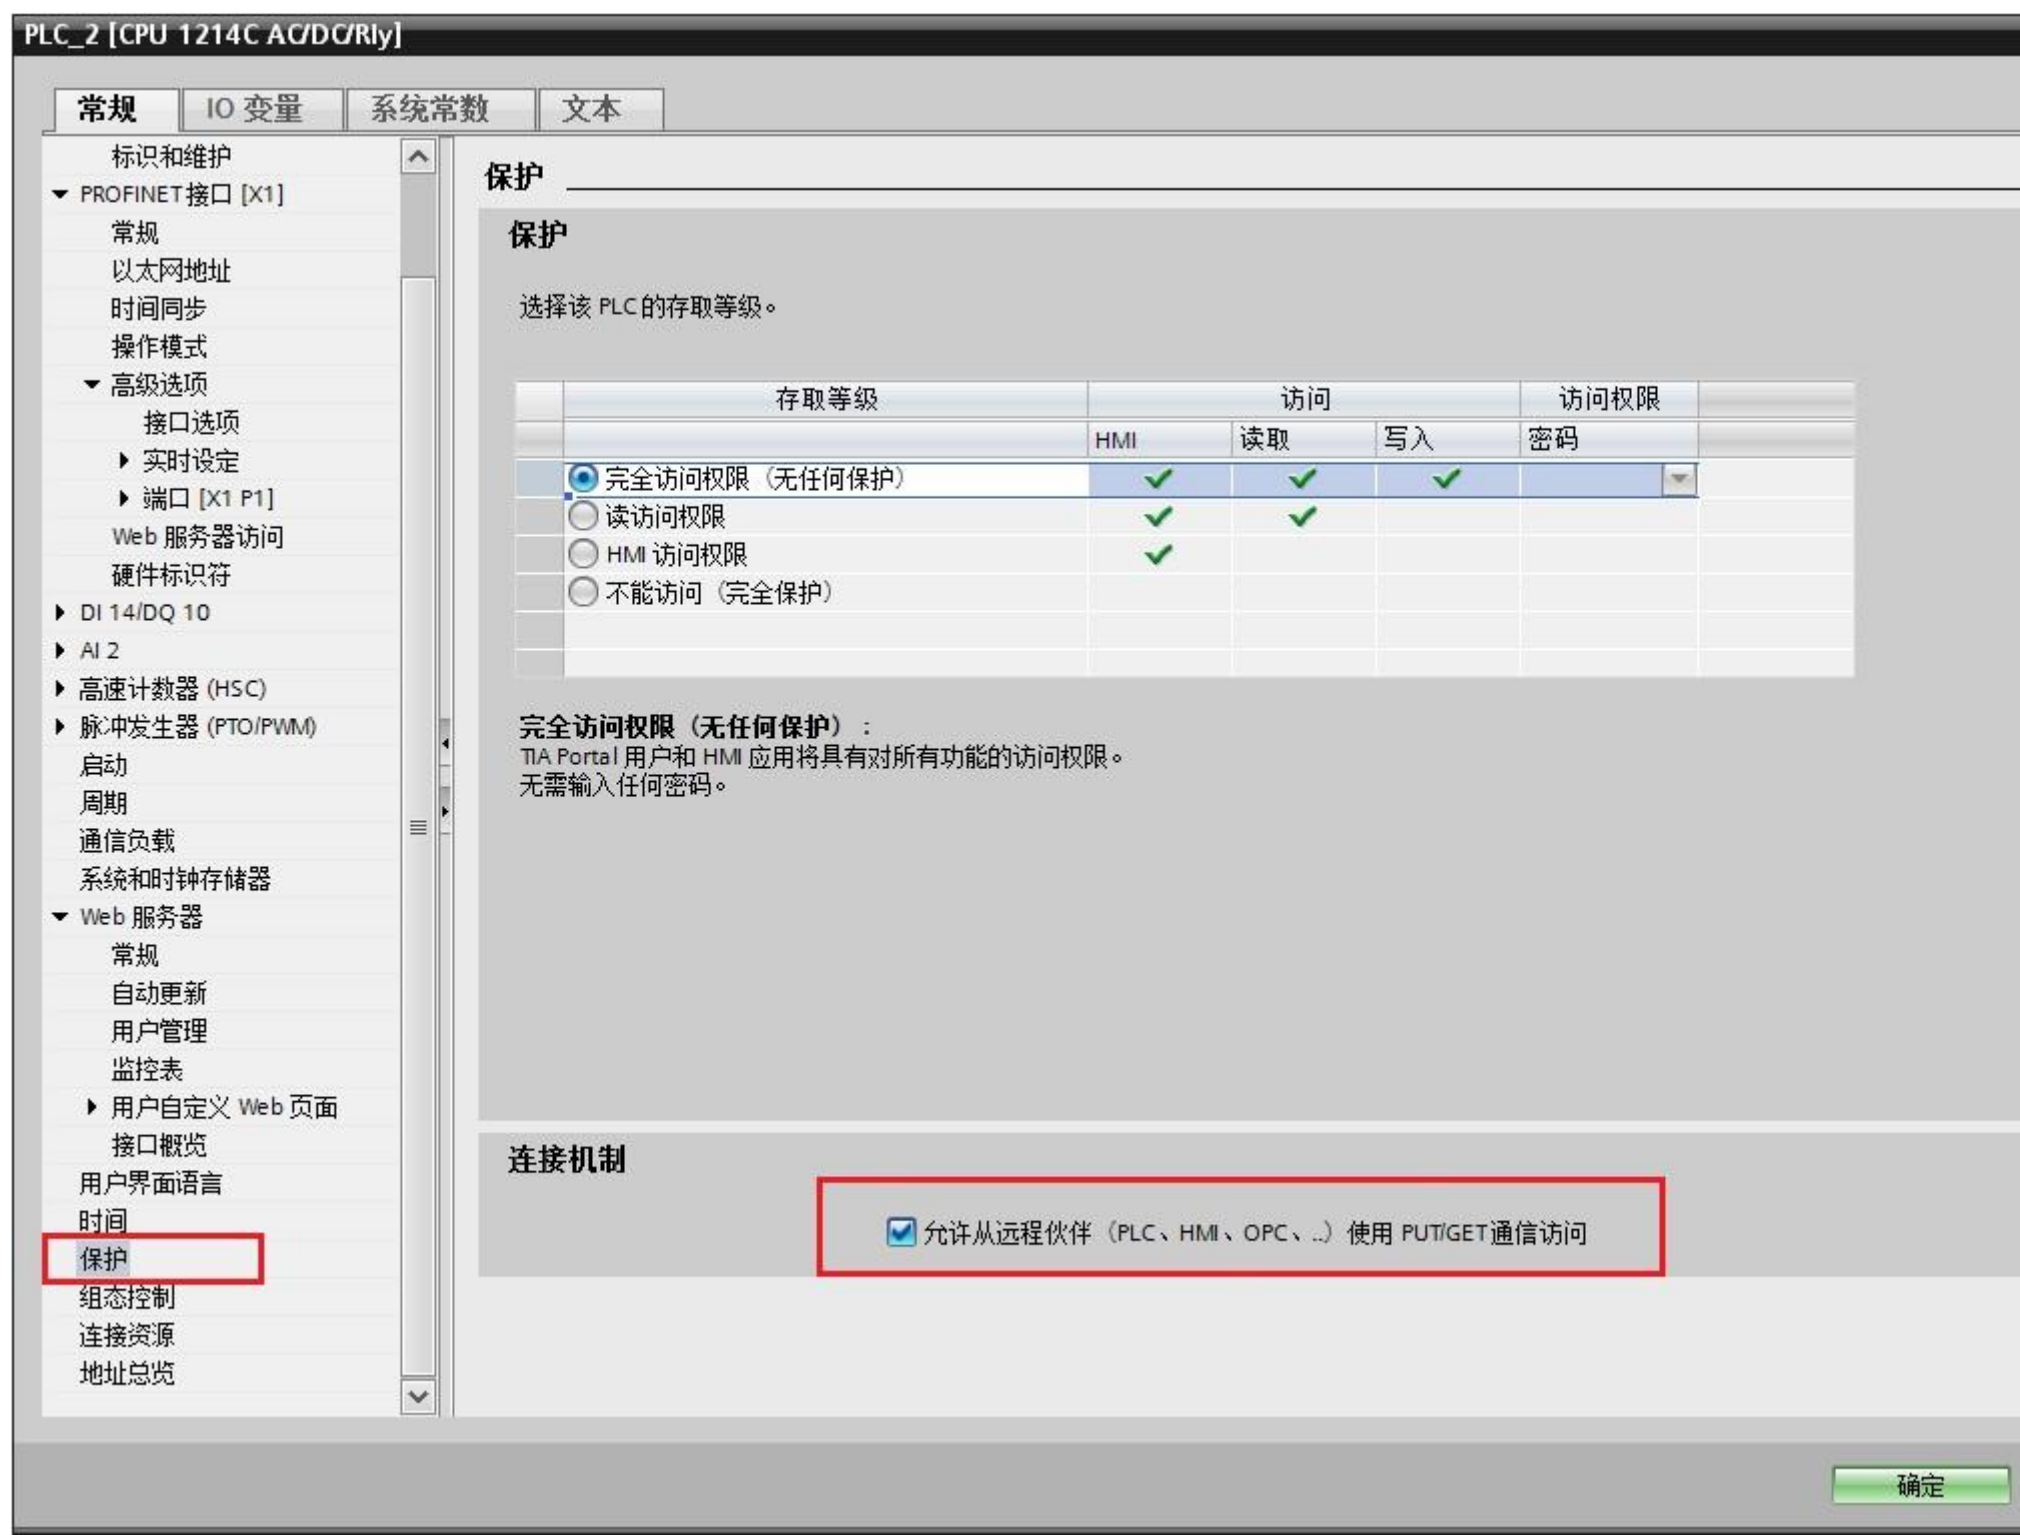 PLC_2 [CPU 1214C AC/DC/Rly]
常规 IO 变量 系统常数 文本
标识和维护
PROFINET接口 [X1]
常规
以太网地址
时间同步
操作模式
高级选项
接口选项
实时设定
端口 [X1 P1]
Web 服务器访问
硬件标识符
DI 14/DQ 10
AI 2
高速计数器 (HSC)
脉冲发生器 (PTO/PWM)
启动
周期
通信负载
系统和时钟存储器
Web 服务器
常规
自动更新
用户管理
监控表
用户自定义 Web 页面
接口概览
用户界面语言
时间
保护
组态控制
连接资源
地址总览
保护
保护
选择该 PLC的存取等级。
存取等级 访问 访问权限
HMI 读取 写入 密码
完全访问权限（无任何保护）
读访问权限
HMI 访问权限
不能访问（完全保护）
完全访问权限（无任何保护）：
TIA Portal 用户和 HMI 应用将具有对所有功能的访问权限。
无需输入任何密码。
连接机制
允许从远程伙伴（PLC、HMI、OPC、...）使用 PUT/GET通信访问
确定